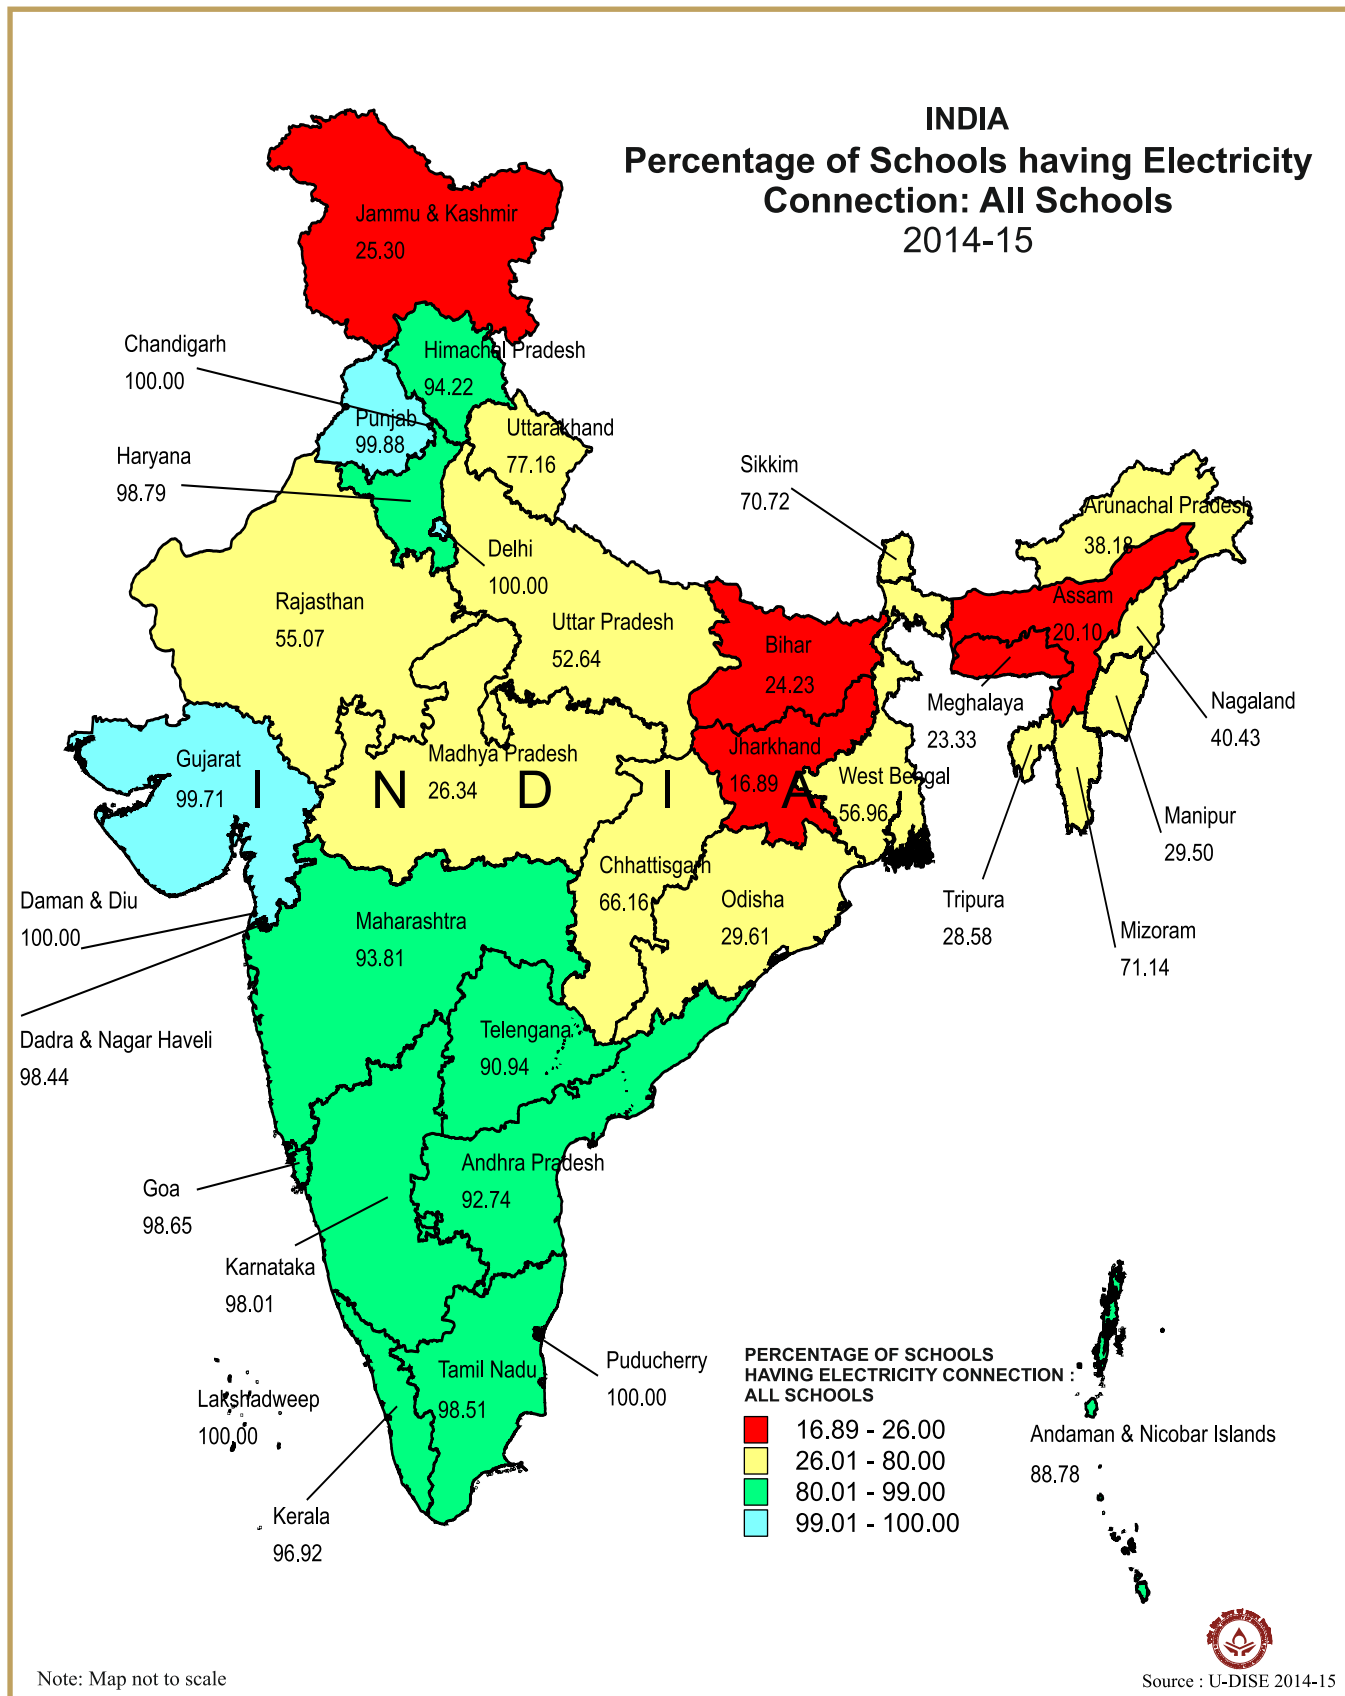 INDIA
Percentage of Schools having Electricity
Connection: All Schools
2014-15
Jammu & Kashmir
25.30
Chandigarh
100.00
Himachal Pradesh
94.22
Punjab
99.88
Uttarakhand
77.16
Haryana
98.79
Sikkim
70.72
Arunachal Pradesh
38.18
Delhi
100.00
Rajasthan
55.07
Uttar Pradesh
52.64
Bihar
24.23
Assam
20.10
Meghalaya
23.33
Nagaland
40.43
Gujarat
99.71
Madhya Pradesh
26.34
Jharkhand
16.89
West Bengal
56.96
I N D I A
Manipur
29.50
Chhattisgarh
66.16
Odisha
29.61
Tripura
28.58
Mizoram
71.14
Daman & Diu
100.00
Maharashtra
93.81
Dadra & Nagar Haveli
98.44
Telengana
90.94
Andhra Pradesh
92.74
Goa
98.65
Karnataka
98.01
Tamil Nadu
98.51
Puducherry
100.00
Lakshadweep
100.00
Kerala
96.92
PERCENTAGE OF SCHOOLS
HAVING ELECTRICITY CONNECTION :
ALL SCHOOLS
16.89 - 26.00
26.01 - 80.00
80.01 - 99.00
99.01 - 100.00
Andaman & Nicobar Islands
88.78
Note: Map not to scale
Source : U-DISE 2014-15